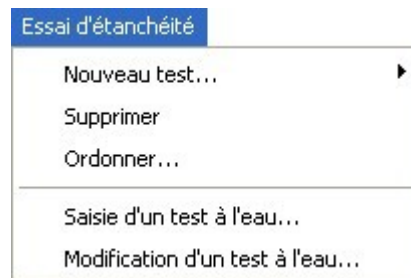 Essai d'étanchéité
Nouveau test...
Supprimer
Ordonner...
Saisie d'un test à l'eau...
Modification d'un test à l'eau...